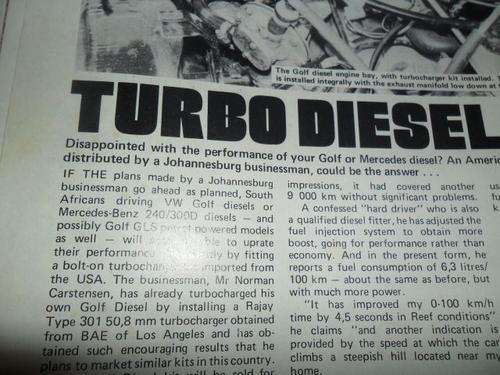 The Golf diesel engine bay, with turbocharger kit installed.
is installed integrally with the exhaust manifold low down at
TURBO DIESEL
Disappointed with the performance of your Golf or Mercedes diesel? An Ameri
distributed by a Johannesburg businessman, could be the answer . . .
IF THE plans made by a Johannesburg
businessman go ahead as planned, South
Africans driving VW Golf diesels or
Mercedes-Benz 240/300D diesels — and
possibly Golf GLS petrol powered models
as well — will be able to uprate
their performance by fitting
a bolt-on turbocharger imported from
the USA. The businessman, Mr Norman
Carstensen, has already turbocharged his
own Golf Diesel by installing a Rajay
Type 301 50,8 mm turbocharger obtained
from BAE of Los Angeles and has ob-
tained such encouraging results that he
plans to market similar kits in this country.
kit will be sold for
impressions, it had covered another
9 000 km without significant problems.
A confessed "hard driver" who is also
a qualified diesel fitter, he has adjusted the
fuel injection system to obtain more
boost, going for performance rather than
economy. And in the present form, he
reports a fuel consumption of 6,3 litres/
100 km — about the same as before, but
with much more power.
"It has improved my 0-100 km/h
time by 4,5 seconds in Reef conditions"
he claims "and another indication is
provided by the speed at which the car
climbs a steepish hill located near my
home.